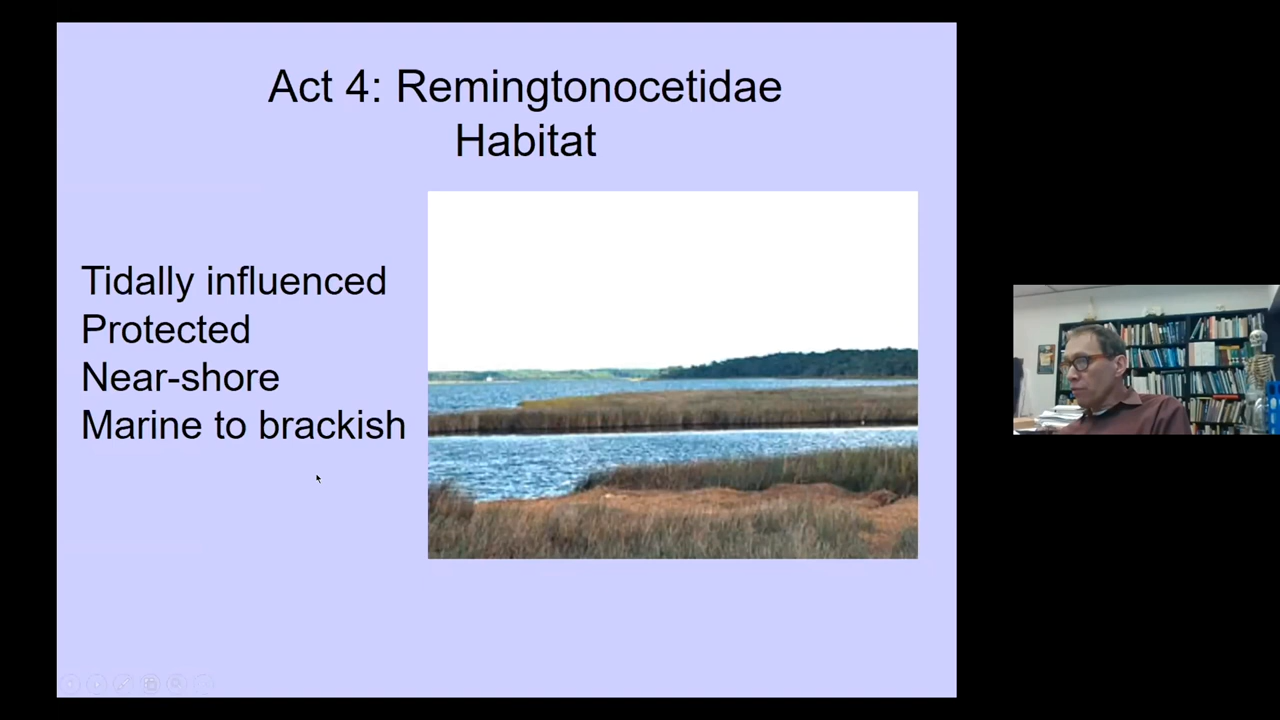 Act 4: Remingtonocetidae
Habitat
Tidally influenced
Protected
Near-shore
Marine to brackish